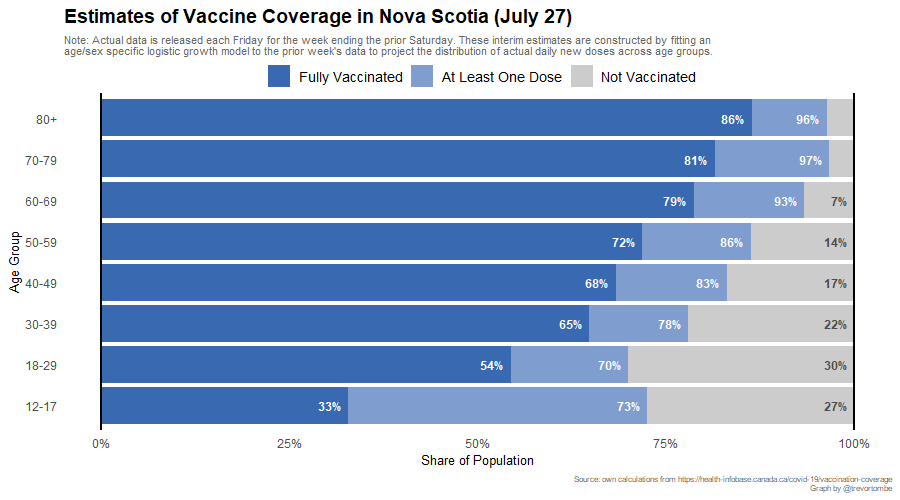 Estimates of Vaccine Coverage in Nova Scotia (July 27)
Note: Actual data is released each Friday for the week ending the prior Saturday. These interim estimates are constructed by fitting an
age/sex specific logistic growth model to the prior week's data to project the distribution of actual daily new doses across age groups.
Fully Vaccinated At Least One Dose Not Vaccinated
Age Group
80+ 86% 96%
70-79 81% 97%
60-69 79% 93% 7%
50-59 72% 86% 14%
40-49 68% 83% 17%
30-39 65% 78% 22%
18-29 54% 70% 30%
12-17 33% 73% 27%
0% 25% 50% 75% 100%
Share of Population
Source: own calculations from https://health-infobase.canada.ca/covid-19/vaccination-coverage
Graph by @trevortombe